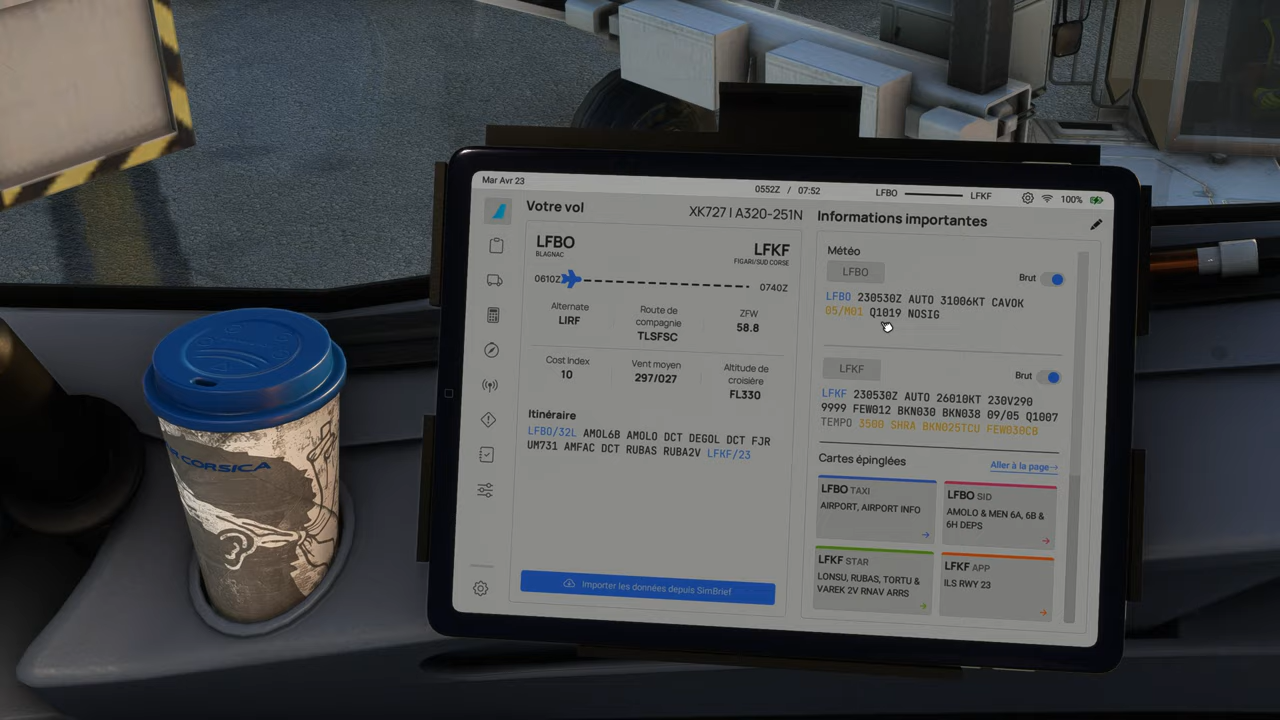 Mar Avr 23
0552Z / 07:52
LFBO LFKF
100%
Votre vol
XK727 | A320-251N
LFBO
BLAGNAC
LFKF
FIGARI/SUD CORSE
0610Z
0740Z
Alternate
LIRF
Route de
compagnie
TLSFSC
ZFW
58.8
Cost Index
10
Vent moyen
297/027
Altitude de
croisière
FL330
Itinéraire
LFBO/32L AMOL6B AMOLO DCT DEGOL DCT FJR
UM731 AMFAC DCT RUBAS RUBA2V LFKF/23
Importer les données depuis SimBrief
Informations importantes
Météo
LFBO
Brut
LFBO 230530Z AUTO 31006KT CAVOK
05/M01 Q1019 NOSIG
LFKF
Brut
LFKF 230530Z AUTO 26010KT 230V290
9999 FEW012 BKN030 BKN038 09/05 Q1007
TEMPO 3500 SHRA BKN025TCU FEW030CB
Cartes épinglées
Aller à la page
LFBO TAXI
AIRPORT, AIRPORT INFO
LFBO SID
AMOLO & MEN 6A, 6B &
6H DEPS
LFKF STAR
LONSU, RUBAS, TORTU &
VAREK 2V RNAV ARRS
LFKF APP
ILS RWY 23
CORSICA